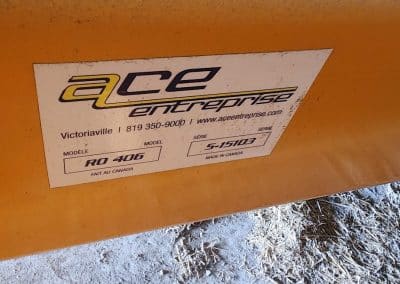 ace
entreprise
Victoriaville | 819 350-9000 | www.aceentreprise.com
MODÈLE MODEL SÉRIE SERIE
RO 406 S-15103
FAIT AU CANADA MADE IN CANADA